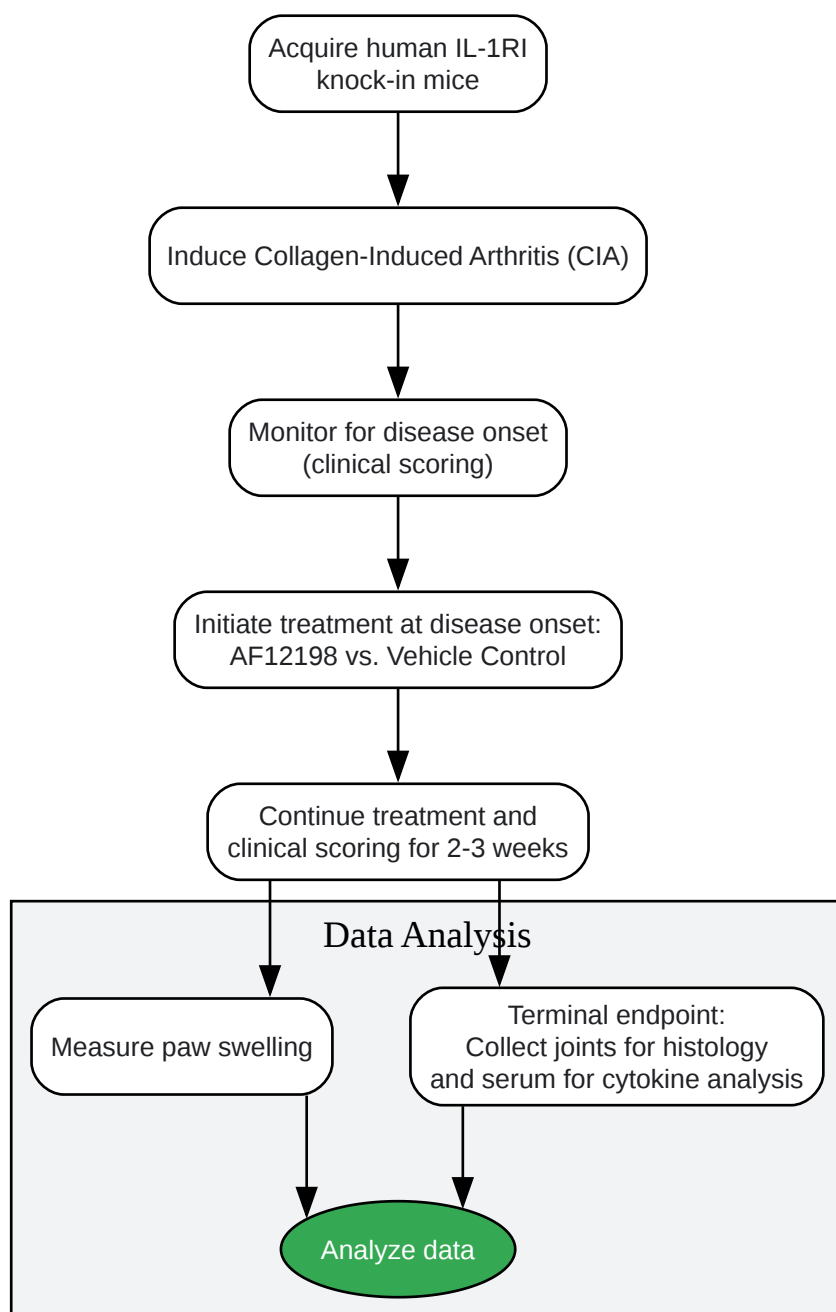 Acquire human IL-1RI
knock-in mice
Induce Collagen-Induced Arthritis (CIA)
Monitor for disease onset
(clinical scoring)
Initiate treatment at disease onset:
AF12198 vs. Vehicle Control
Continue treatment and
clinical scoring for 2-3 weeks
Data Analysis
Measure paw swelling
Terminal endpoint:
Collect joints for histology
and serum for cytokine analysis
Analyze data